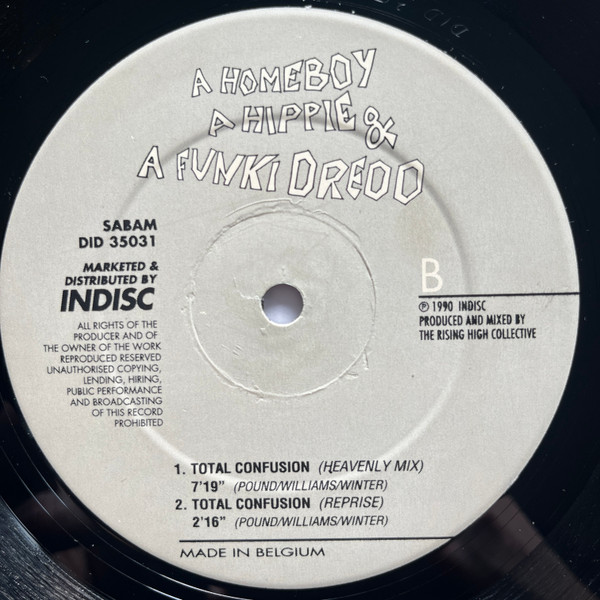 A HOMEBOY
A HIPPIE &
A FUNKI DREDD
SABAM
DID 35031
MARKETED &
DISTRIBUTED BY
INDISC
ALL RIGHTS OF THE
PRODUCER AND OF
THE OWNER OF THE WORK
REPRODUCED RESERVED
UNAUTHORISED COPYING,
LENDING, HIRING,
PUBLIC PERFORMANCE
AND BROADCASTING
OF THIS RECORD
PROHIBITED
B
℗ 1990 INDISC
PRODUCED AND MIXED BY
THE RISING HIGH COLLECTIVE
1. TOTAL CONFUSION (HEAVENLY MIX)
7'19" (POUND/WILLIAMS/WINTER)
2. TOTAL CONFUSION (REPRISE)
2'16" (POUND/WILLIAMS/WINTER)
MADE IN BELGIUM